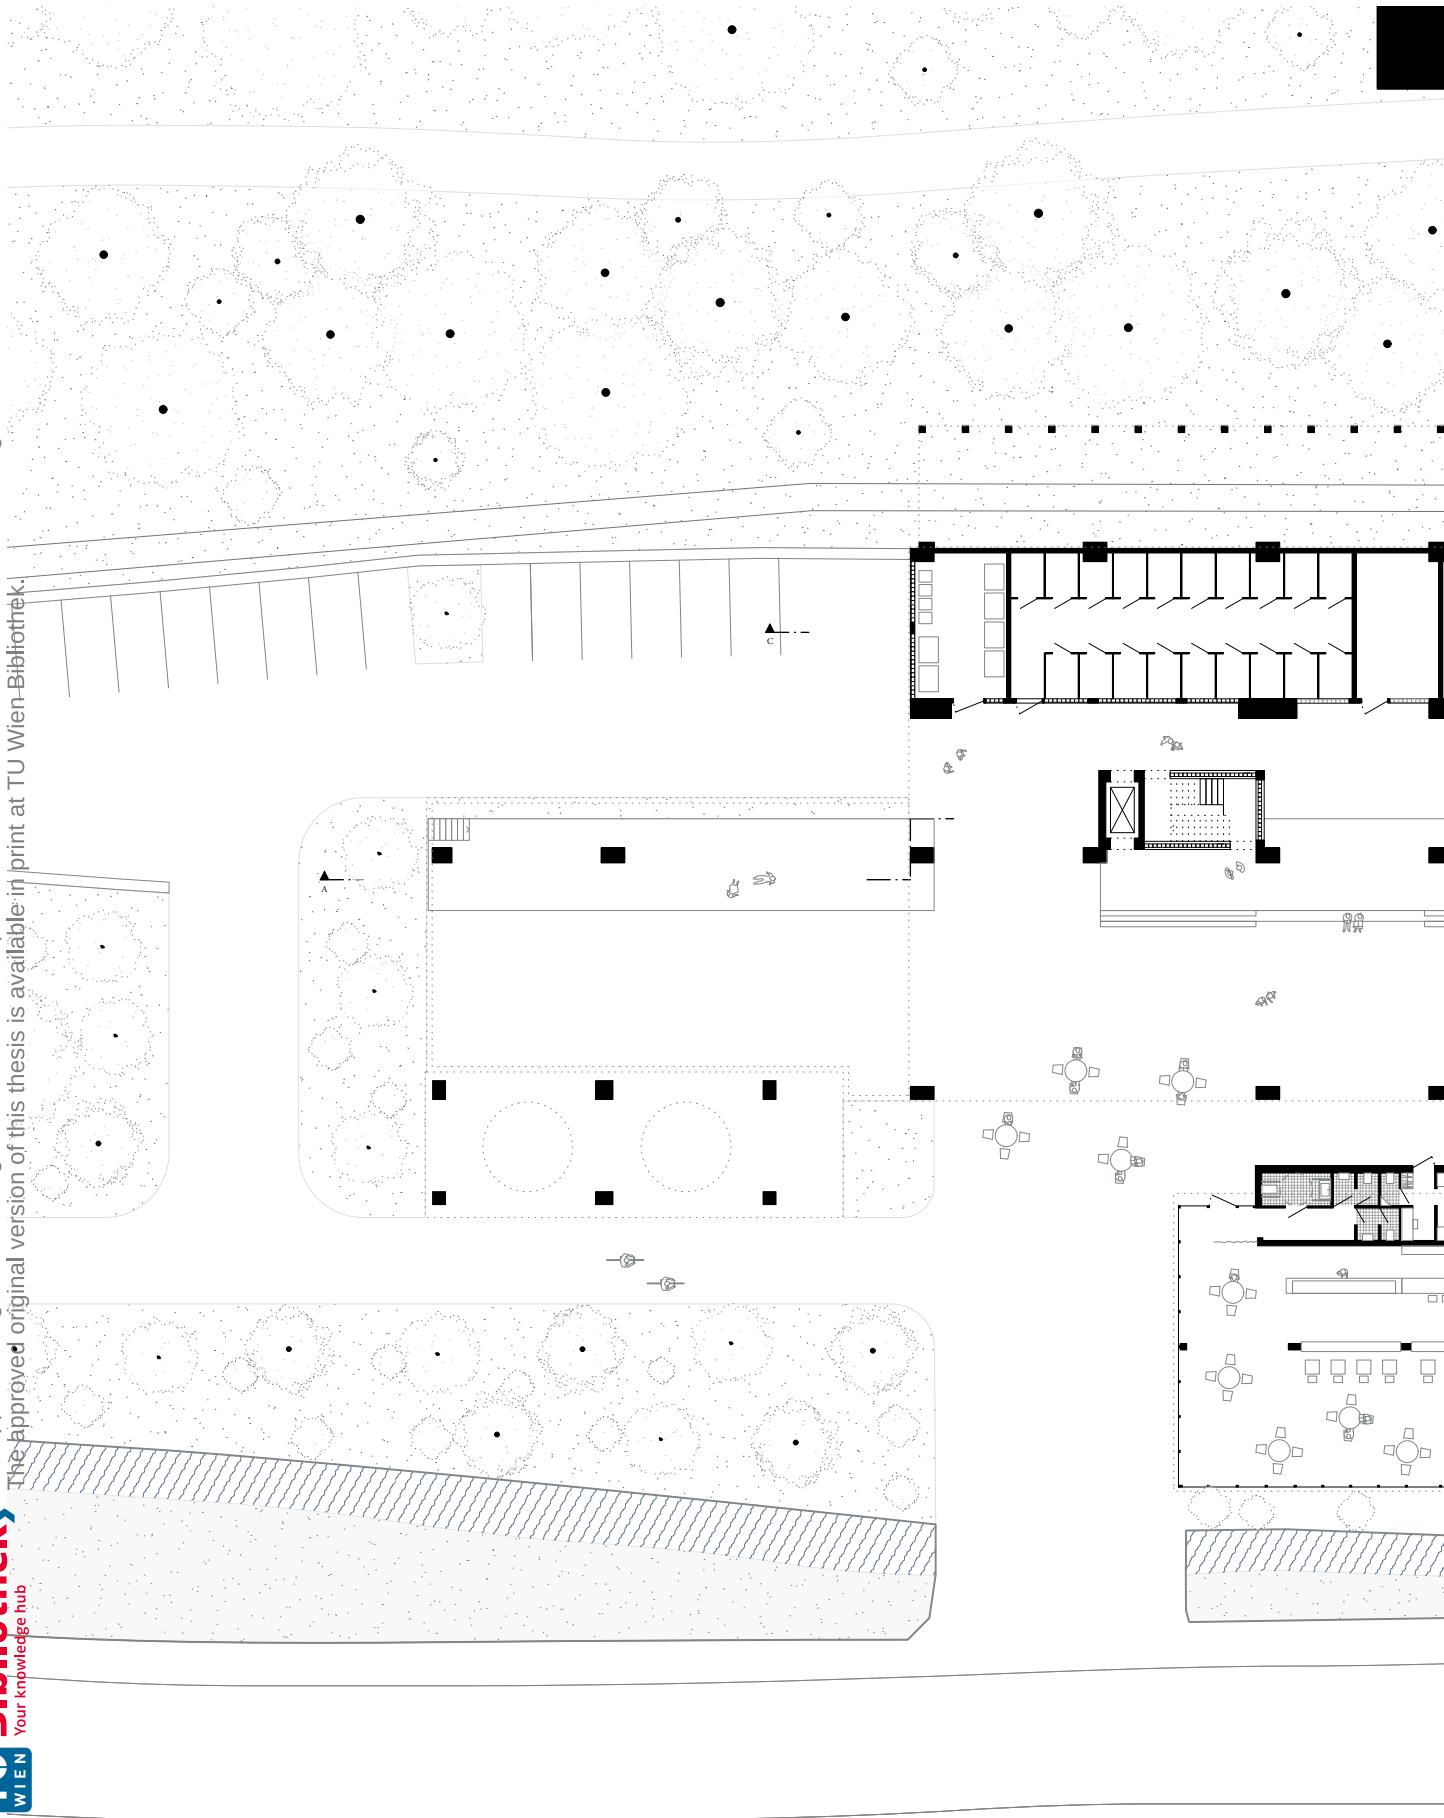 C
A
The approved original version of this thesis is available in print at TU Wien Bibliothek.
Bibliothek
Your knowledge hub
WIEN